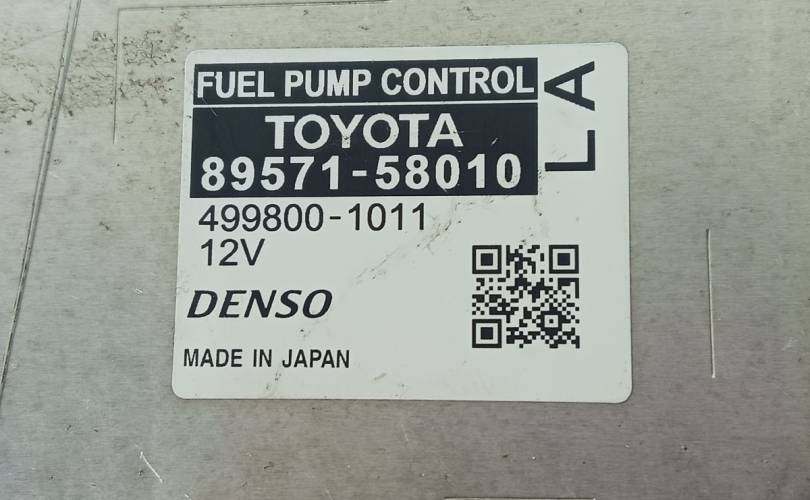 FUEL PUMP CONTROL
TOYOTA
89571-58010
LA
499800-1011
12V
DENSO
MADE IN JAPAN